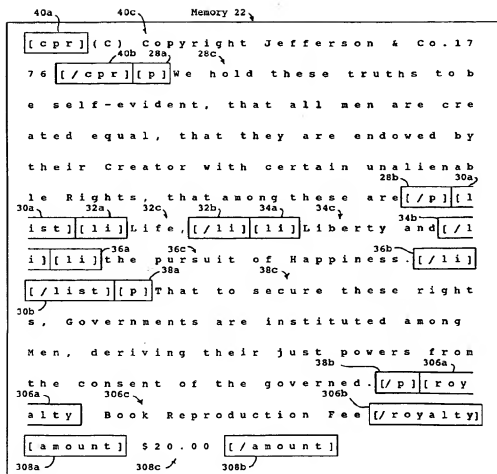 40a 40c Memory 22
[cpr](C) Copyright Jefferson & Co.17
40b 28a 28c
76 [/cpr][p]We hold these truths to b
e self-evident, that all men are cre
ated equal, that they are endowed by
their Creator with certain unalienab
28b 30a
le Rights, that among these are[/p][l
30a 32a 32c 32b 34a 34c 34b
ist][li]Life,[/li][li]Liberty and[/l
36a 36c 36b
i][li]the pursuit of Happiness.[/li]
38a 38c
[/list][p]That to secure these right
30b
s, Governments are instituted among
Men, deriving their just powers from
38b 306a
the consent of the governed.[/p][roy
306a 306c 306b
alty Book Reproduction Fee[/royalty]
[amount] $20.00 [/amount]
308a 308c 308b